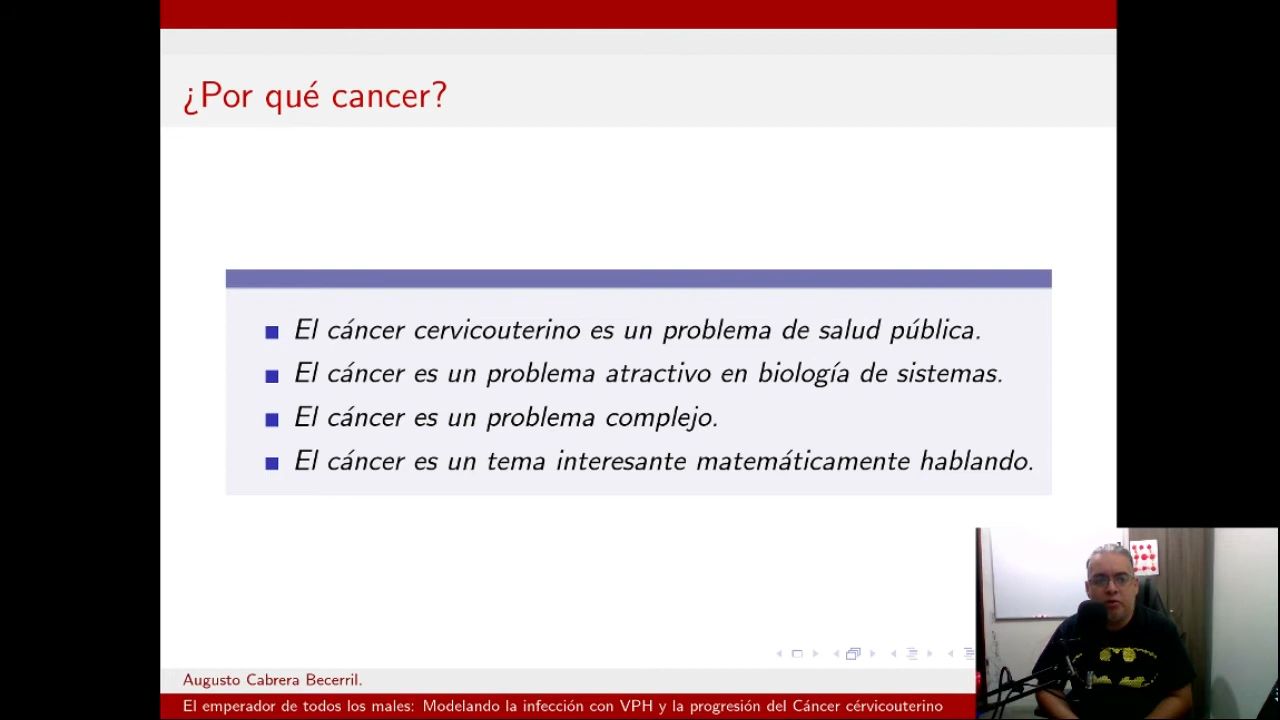 ¿Por qué cancer?
El cáncer cervicouterino es un problema de salud pública.
El cáncer es un problema atractivo en biología de sistemas.
El cáncer es un problema complejo.
El cáncer es un tema interesante matemáticamente hablando.
Augusto Cabrera Becerril.
El emperador de todos los males: Modelando la infección con VPH y la progresión del Cáncer cérvicouterino